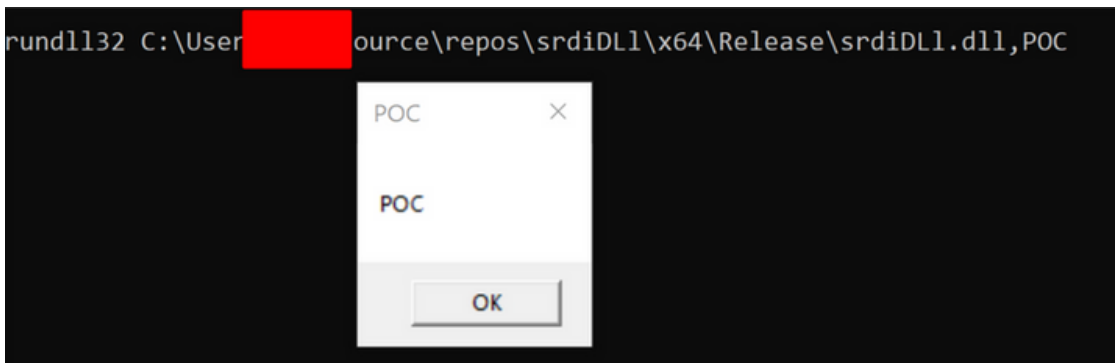 rundll32 C:\User ource\repos\srdiDLl\x64\Release\srdiDLl.dll,POC
POC
POC
OK